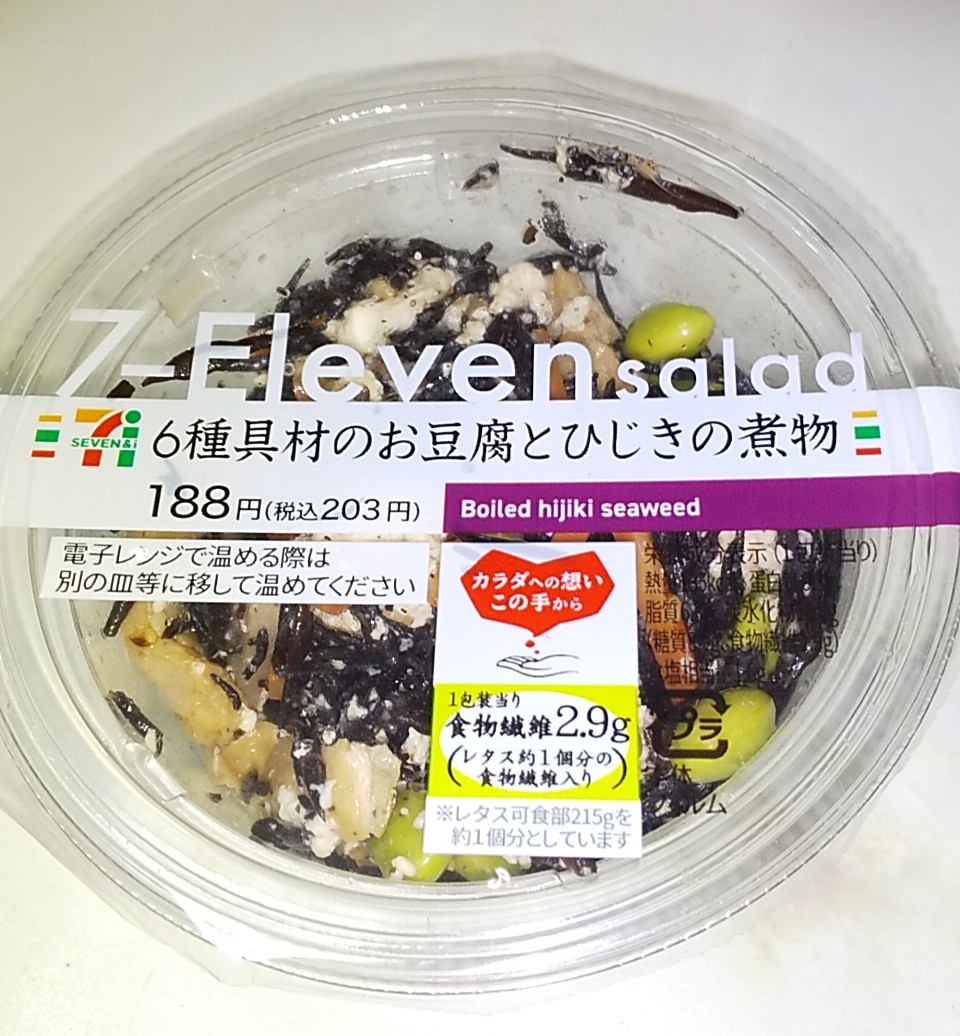 7-Eleven salad
SEVEN&i
6種具材のお豆腐とひじきの煮物
188円(税込203円)
Boiled hijiki seaweed
電子レンジで温める際は
別の皿等に移して温めてください
カラダへの想い
この手から
1包装当り
食物繊維2.9g
(レタス約1個分の
食物繊維入り)
※レタス可食部215gを
約1個分としています
プラ